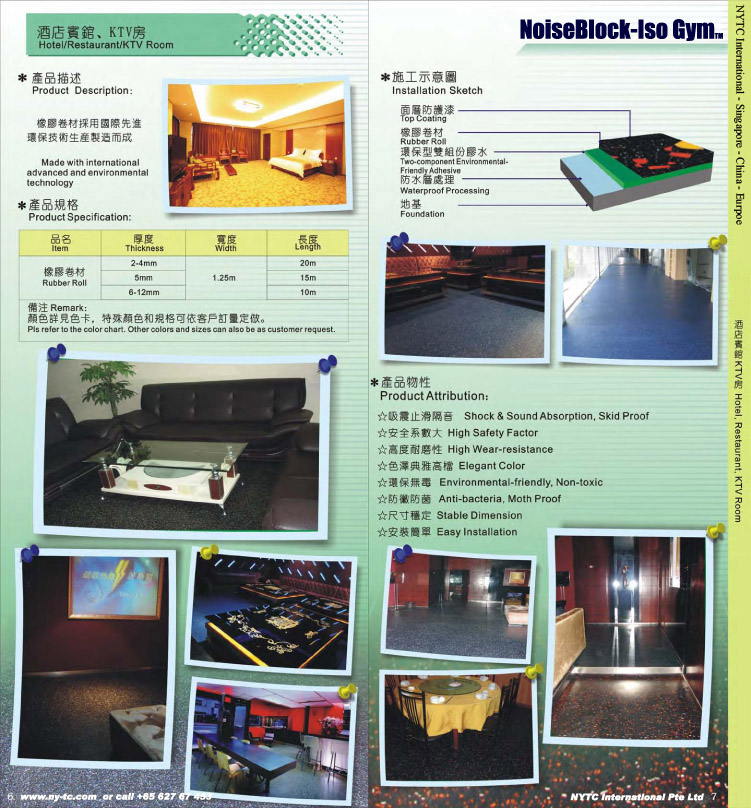 酒店賓館、KTV房
Hotel/Restaurant/KTV Room
✱ 產品描述
Product Description:
橡膠卷材採用國際先進
環保技術生產製造而成
Made with international
advanced and environmental
technology
✱產品規格
Product Specification:
品名 厚度 寬度 長度
Item Thickness Width Length
橡膠卷材
Rubber Roll
2-4mm 20m
5mm 1.25m 15m
6-12mm 10m
備注 Remark:
顏色詳見色卡，特殊顏色和規格可依客戶訂量定做。
Pls refer to the color chart. Other colors and sizes can also be as customer request.
6. www.ny-tc.com or call +65 627 67 453
NoiseBlock-Iso Gym™
✱施工示意圖
Installation Sketch
面層防護漆
Top Coating
橡膠卷材
Rubber Roll
環保型雙組份膠水
Two-component Environmental-
Friendly Adhesive
防水層處理
Waterproof Processing
地基
Foundation
✱產品物性
Product Attribution:
☆吸震止滑隔音 Shock & Sound Absorption, Skid Proof
☆安全系數大 High Safety Factor
☆高度耐磨性 High Wear-resistance
☆色澤典雅高檔 Elegant Color
☆環保無毒 Environmental-friendly, Non-toxic
☆防黴防菌 Anti-bacteria, Moth Proof
☆尺寸穩定 Stable Dimension
☆安裝簡單 Easy Installation
NYTC International Pte Ltd 7
NYTC International - Singapore - China - Eurpoe
酒店賓館KTV房 Hotel, Restaurant, KTV Room